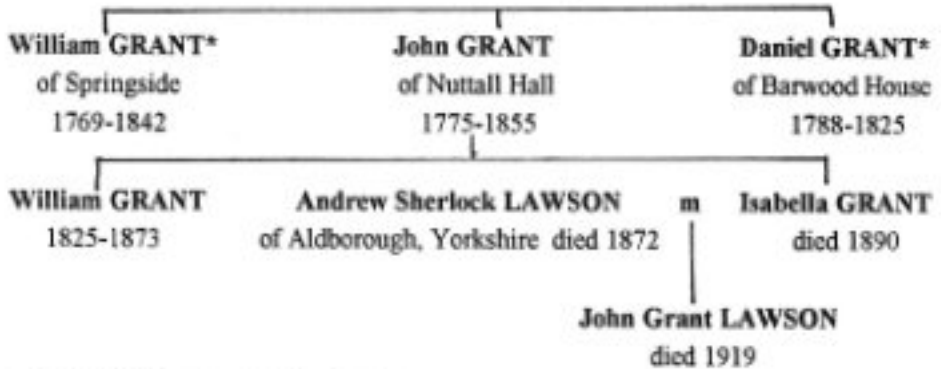 William GRANT* John GRANT Daniel GRANT*
of Springside of Nuttall Hall of Barwood House
1769-1842 1775-1855 1788-1825
William GRANT Andrew Sherlock LAWSON m Isabella GRANT
1825-1873 of Aldborough, Yorkshire died 1872 died 1890
John Grant LAWSON
died 1919